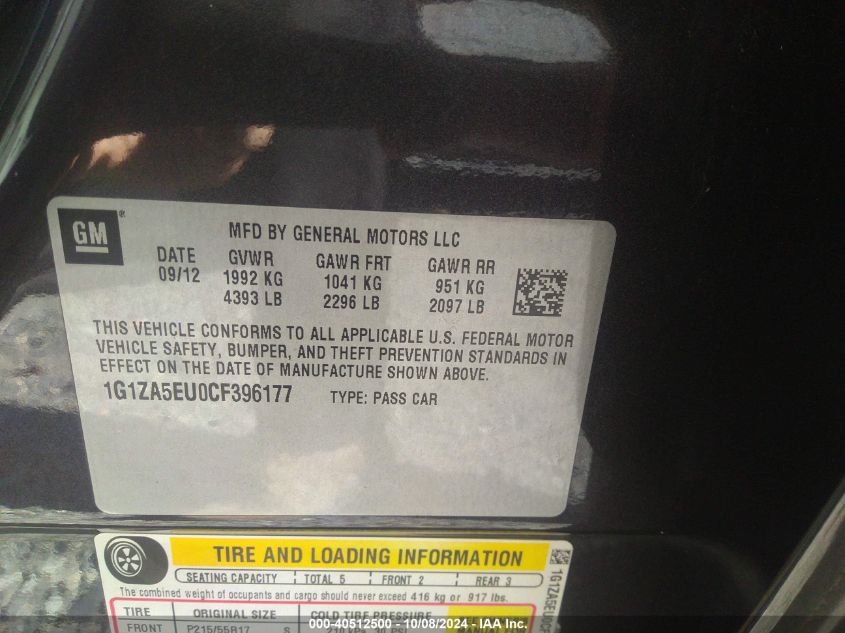 GM ®
MFD BY GENERAL MOTORS LLC
DATE GVWR GAWR FRT GAWR RR
09/12 1992 KG 1041 KG 951 KG
4393 LB 2296 LB 2097 LB
THIS VEHICLE CONFORMS TO ALL APPLICABLE U.S. FEDERAL MOTOR
VEHICLE SAFETY, BUMPER, AND THEFT PREVENTION STANDARDS IN
EFFECT ON THE DATE OF MANUFACTURE SHOWN ABOVE.
1G1ZA5EU0CF396177 TYPE: PASS CAR
TIRE AND LOADING INFORMATION
SEATING CAPACITY TOTAL 5 FRONT 2 REAR 3
The combined weight of occupants and cargo should never exceed 416 kg or 917 lbs.
TIRE ORIGINAL SIZE COLD TIRE PRESSURE
FRONT P215/55R17 S
1G1ZA5EU0CF
000-40512500 - 10/08/2024 - IAA Inc.